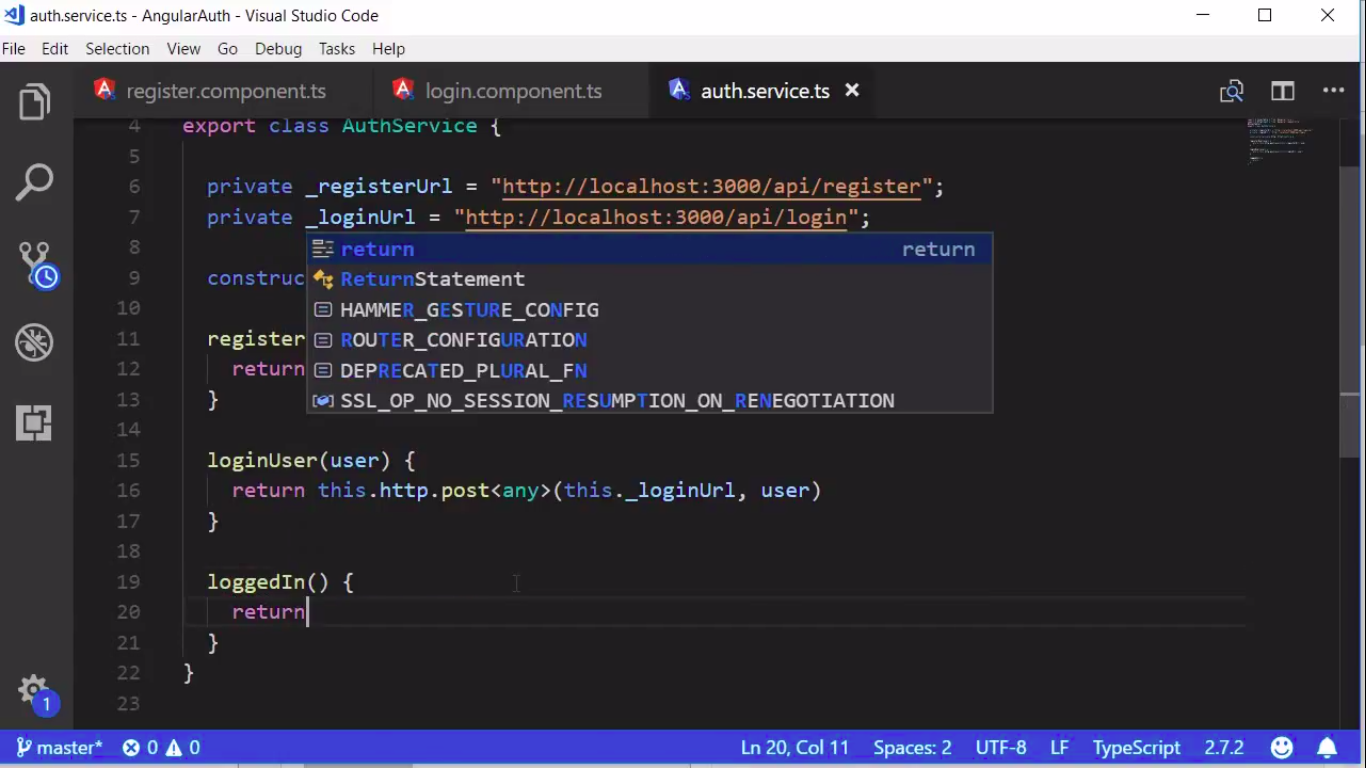 auth.service.ts - AngularAuth - Visual Studio Code
File Edit Selection View Go Debug Tasks Help
register.component.ts login.component.ts auth.service.ts
4 export class AuthService {
5
6 private _registerUrl = "http://localhost:3000/api/register";
7 private _loginUrl = "http://localhost:3000/api/login";
8 return return
9 construc ReturnStatement
10 HAMMER_GESTURE_CONFIG
11 register ROUTER_CONFIGURATION
12 return DEPRECATED_PLURAL_FN
13 } SSL_OP_NO_SESSION_RESUMPTION_ON_RENEGOTIATION
14
15 loginUser(user) {
16 return this.http.post<any>(this._loginUrl, user)
17 }
18
19 loggedIn() {
20 return
21 }
22 }
23
1
master* 0 0 Ln 20, Col 11 Spaces: 2 UTF-8 LF TypeScript 2.7.2